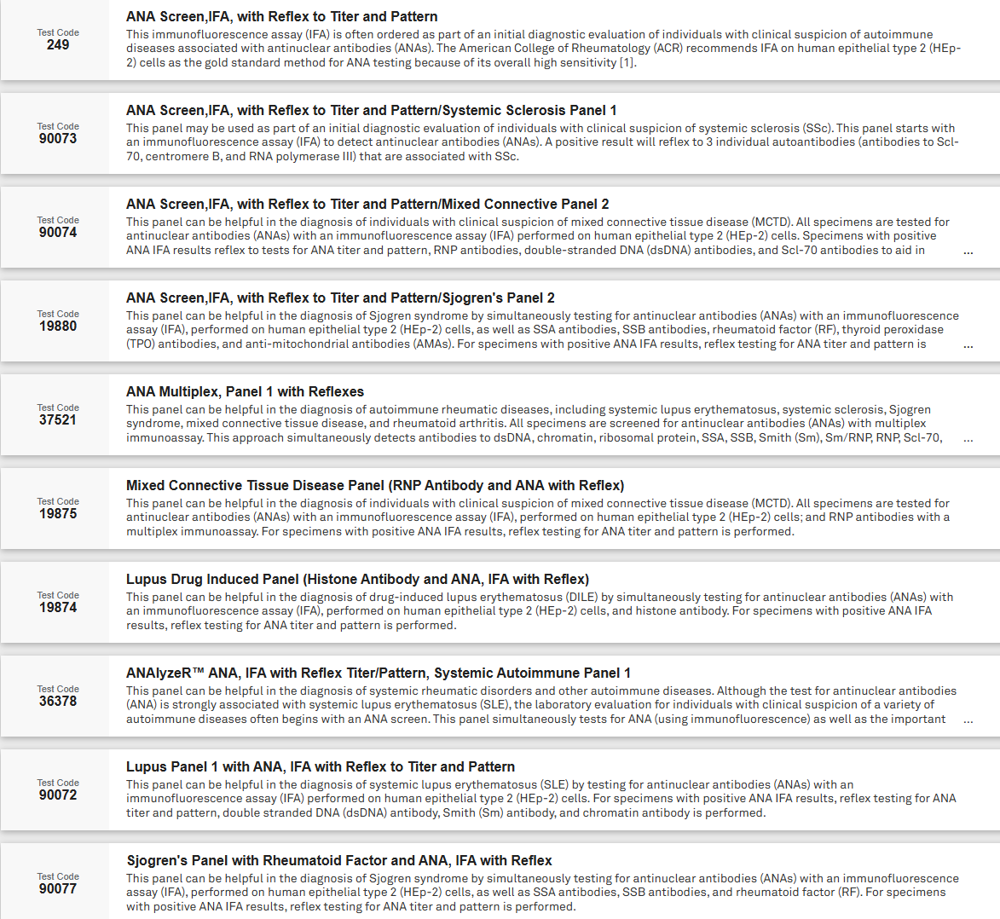 ANA Screen,IFA, with Reflex to Titer and Pattern
Test Code
249
This immunofluorescence assay (IFA) is often ordered as part of an initial diagnostic evaluation of individuals with clinical suspicion of autoimmune
diseases associated with antinuclear antibodies (ANAs). The American College of Rheumatology (ACR) recommends IFA on human epithelial type 2 (HEp-
2) cells as the gold standard method for ANA testing because of its overall high sensitivity [1].
ANA Screen,IFA, with Reflex to Titer and Pattern/Systemic Sclerosis Panel 1
Test Code
90073
This panel may be used as part of an initial diagnostic evaluation of individuals with clinical suspicion of systemic sclerosis (SSc). This panel starts with
an immunofluorescence assay (IFA) to detect antinuclear antibodies (ANAs). A positive result will reflex to 3 individual autoantibodies (antibodies to Scl-
70, centromere B, and RNA polymerase III) that are associated with SSc.
ANA Screen,IFA, with Reflex to Titer and Pattern/Mixed Connective Panel 2
Test Code
90074
This panel can be helpful in the diagnosis of individuals with clinical suspicion of mixed connective tissue disease (MCTD). All specimens are tested for
antinuclear antibodies (ANAs) with an immunofluorescence assay (IFA) performed on human epithelial type 2 (HEp-2) cells. Specimens with positive
ANA IFA results reflex to tests for ANA titer and pattern, RNP antibodies, double-stranded DNA (dsDNA) antibodies, and Scl-70 antibodies to aid in ...
ANA Screen,IFA, with Reflex to Titer and Pattern/Sjogren's Panel 2
Test Code
19880
This panel can be helpful in the diagnosis of Sjogren syndrome by simultaneously testing for antinuclear antibodies (ANAs) with an immunofluorescence
assay (IFA), performed on human epithelial type 2 (HEp-2) cells, as well as SSA antibodies, SSB antibodies, rheumatoid factor (RF), thyroid peroxidase
(TPO) antibodies, and anti-mitochondrial antibodies (AMAs). For specimens with positive ANA IFA results, reflex testing for ANA titer and pattern is ...
ANA Multiplex, Panel 1 with Reflexes
Test Code
37521
This panel can be helpful in the diagnosis of autoimmune rheumatic diseases, including systemic lupus erythematosus, systemic sclerosis, Sjogren
syndrome, mixed connective tissue disease, and rheumatoid arthritis. All specimens are screened for antinuclear antibodies (ANAs) with multiplex
immunoassay. This approach simultaneously detects antibodies to dsDNA, chromatin, ribosomal protein, SSA, SSB, Smith (Sm), Sm/RNP, RNP, Scl-70, ...
Mixed Connective Tissue Disease Panel (RNP Antibody and ANA with Reflex)
Test Code
19875
This panel can be helpful in the diagnosis of individuals with clinical suspicion of mixed connective tissue disease (MCTD). All specimens are tested for
antinuclear antibodies (ANAs) with an immunofluorescence assay (IFA), performed on human epithelial type 2 (HEp-2) cells; and RNP antibodies with a
multiplex immunoassay. For specimens with positive ANA IFA results, reflex testing for ANA titer and pattern is performed.
Lupus Drug Induced Panel (Histone Antibody and ANA, IFA with Reflex)
Test Code
19874
This panel can be helpful in the diagnosis of drug-induced lupus erythematosus (DILE) by simultaneously testing for antinuclear antibodies (ANAs) with
an immunofluorescence assay (IFA), performed on human epithelial type 2 (HEp-2) cells, and histone antibody. For specimens with positive ANA IFA
results, reflex testing for ANA titer and pattern is performed.
ANAlyzeR™ ANA, IFA with Reflex Titer/Pattern, Systemic Autoimmune Panel 1
Test Code
36378
This panel can be helpful in the diagnosis of systemic rheumatic disorders and other autoimmune diseases. Although the test for antinuclear antibodies
(ANA) is strongly associated with systemic lupus erythematosus (SLE), the laboratory evaluation for individuals with clinical suspicion of a variety of
autoimmune diseases often begins with an ANA screen. This panel simultaneously tests for ANA (using immunofluorescence) as well as the important ...
Lupus Panel 1 with ANA, IFA with Reflex to Titer and Pattern
Test Code
90072
This panel can be helpful in the diagnosis of systemic lupus erythematosus (SLE) by testing for antinuclear antibodies (ANAs) with an
immunofluorescence assay (IFA) performed on human epithelial type 2 (HEp-2) cells. For specimens with positive ANA IFA results, reflex testing for ANA
titer and pattern, double stranded DNA (dsDNA) antibody, Smith (Sm) antibody, and chromatin antibody is performed.
Sjogren's Panel with Rheumatoid Factor and ANA, IFA with Reflex
Test Code
90077
This panel can be helpful in the diagnosis of Sjogren syndrome by simultaneously testing for antinuclear antibodies (ANAs) with an immunofluorescence
assay (IFA), performed on human epithelial type 2 (HEp-2) cells, as well as SSA antibodies, SSB antibodies, and rheumatoid factor (RF). For specimens
with positive ANA IFA results, reflex testing for ANA titer and pattern is performed.